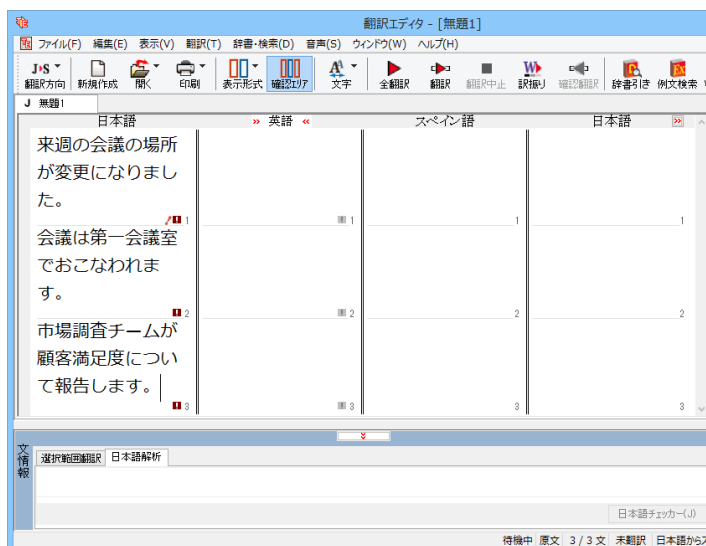 翻訳エディタ - [無題1]
ファイル(F) 編集(E) 表示(V) 翻訳(T) 辞書・検索(D) 音声(S) ウィンドウ(W) ヘルプ(H)
翻訳方向 新規作成 開く 印刷 表示形式 確認エリア 文字 全翻訳 翻訳 翻訳中止 訳振り 確認翻訳 辞書引き 例文検索
J 無題1
日本語 » 英語 « スペイン語 日本語 »
来週の会議の場所
が変更になりまし
た。
1 1 1 1
会議は第一会議室
でおこなわれま
す。
2 2 2 2
市場調査チームが
顧客満足度につい
て報告します。
3 3 3 3
文情報
選択範囲翻訳 日本語解析
日本語チェッカー(J)
待機中 原文 3 / 3 文 未翻訳 日本語からス